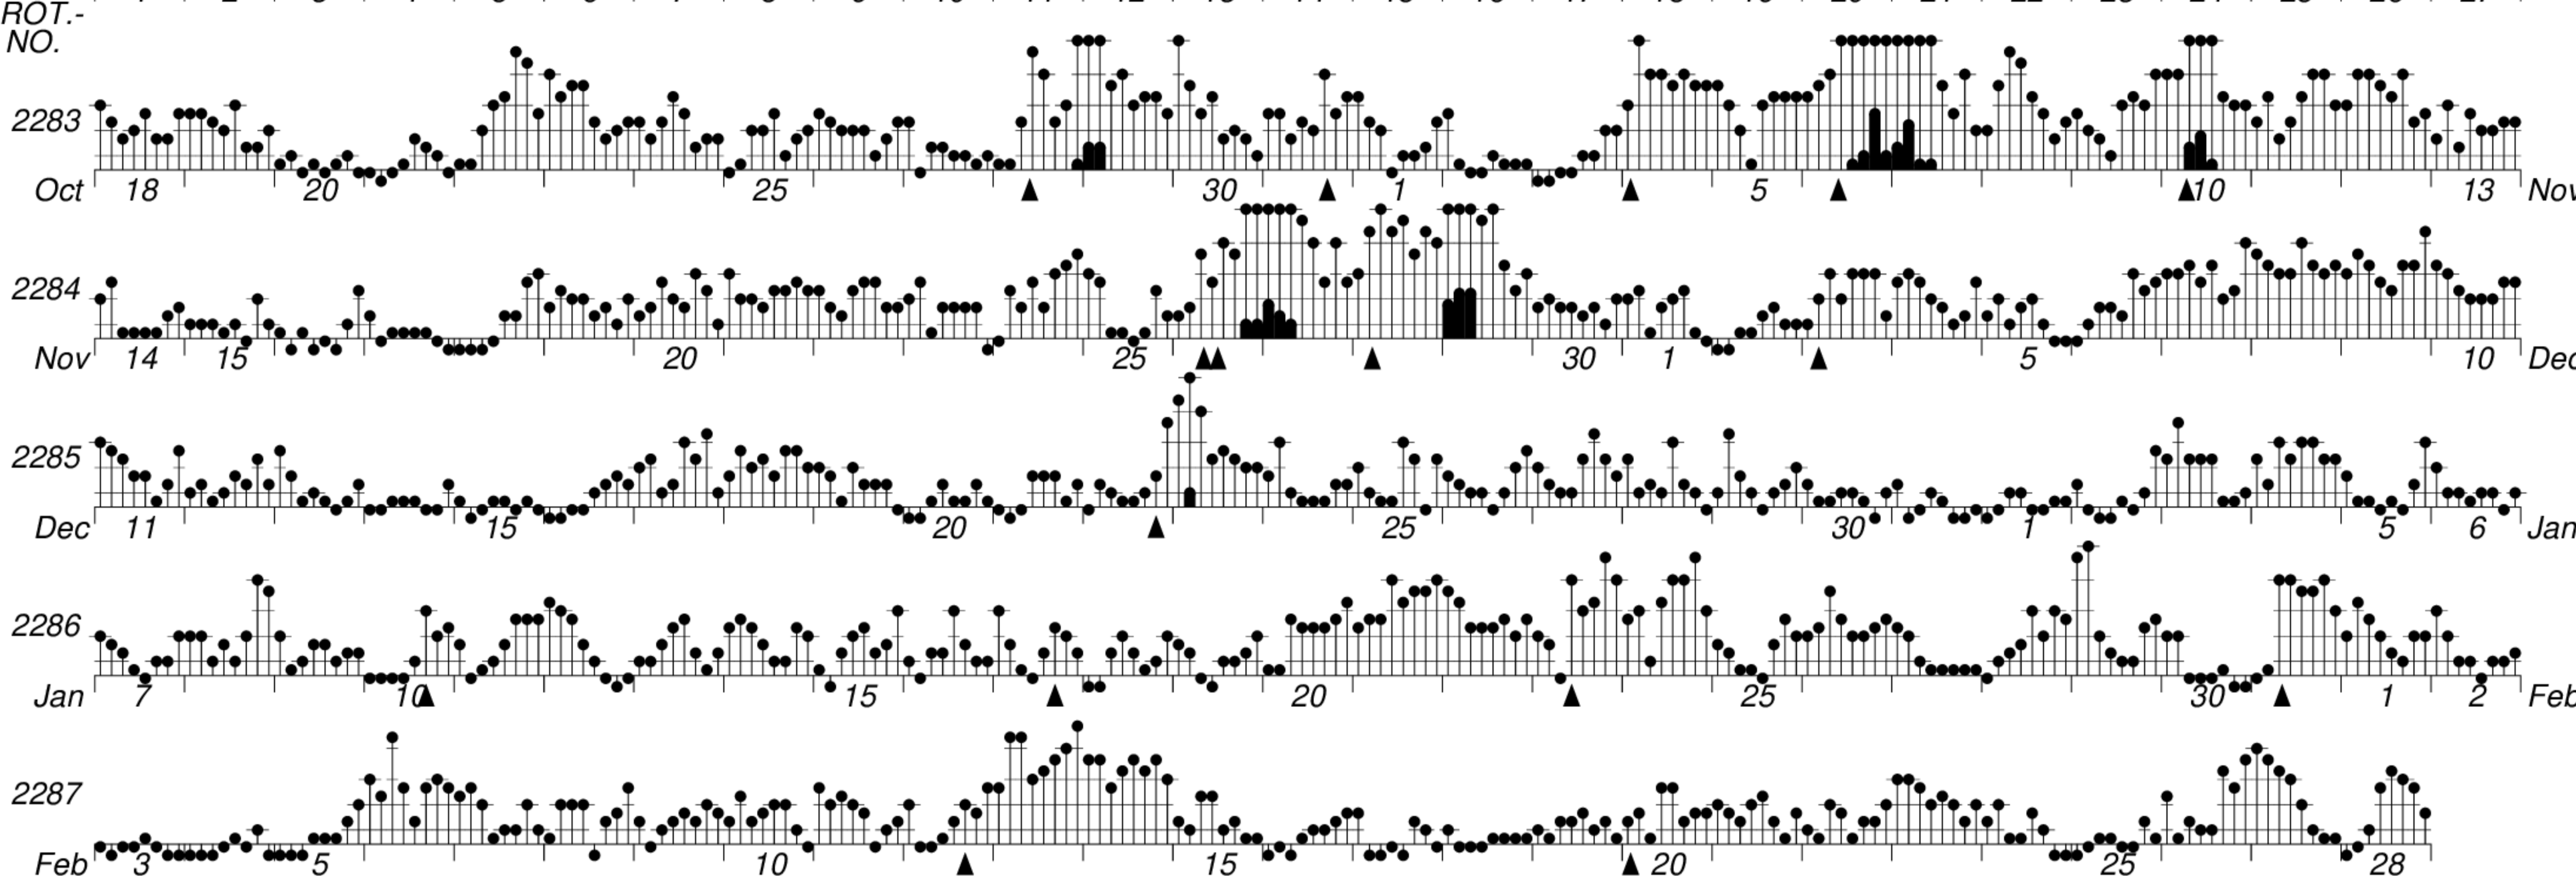 ROT.-
NO.
2283
Oct 18 20 25 30 1 5 10 13 Nov
2284
Nov 14 15 20 25 30 1 5 10 Dec
2285
Dec 11 15 20 25 30 1 5 6 Jan
2286
Jan 7 10 15 20 25 30 1 2 Feb
2287
Feb 3 5 10 15 20 25 28